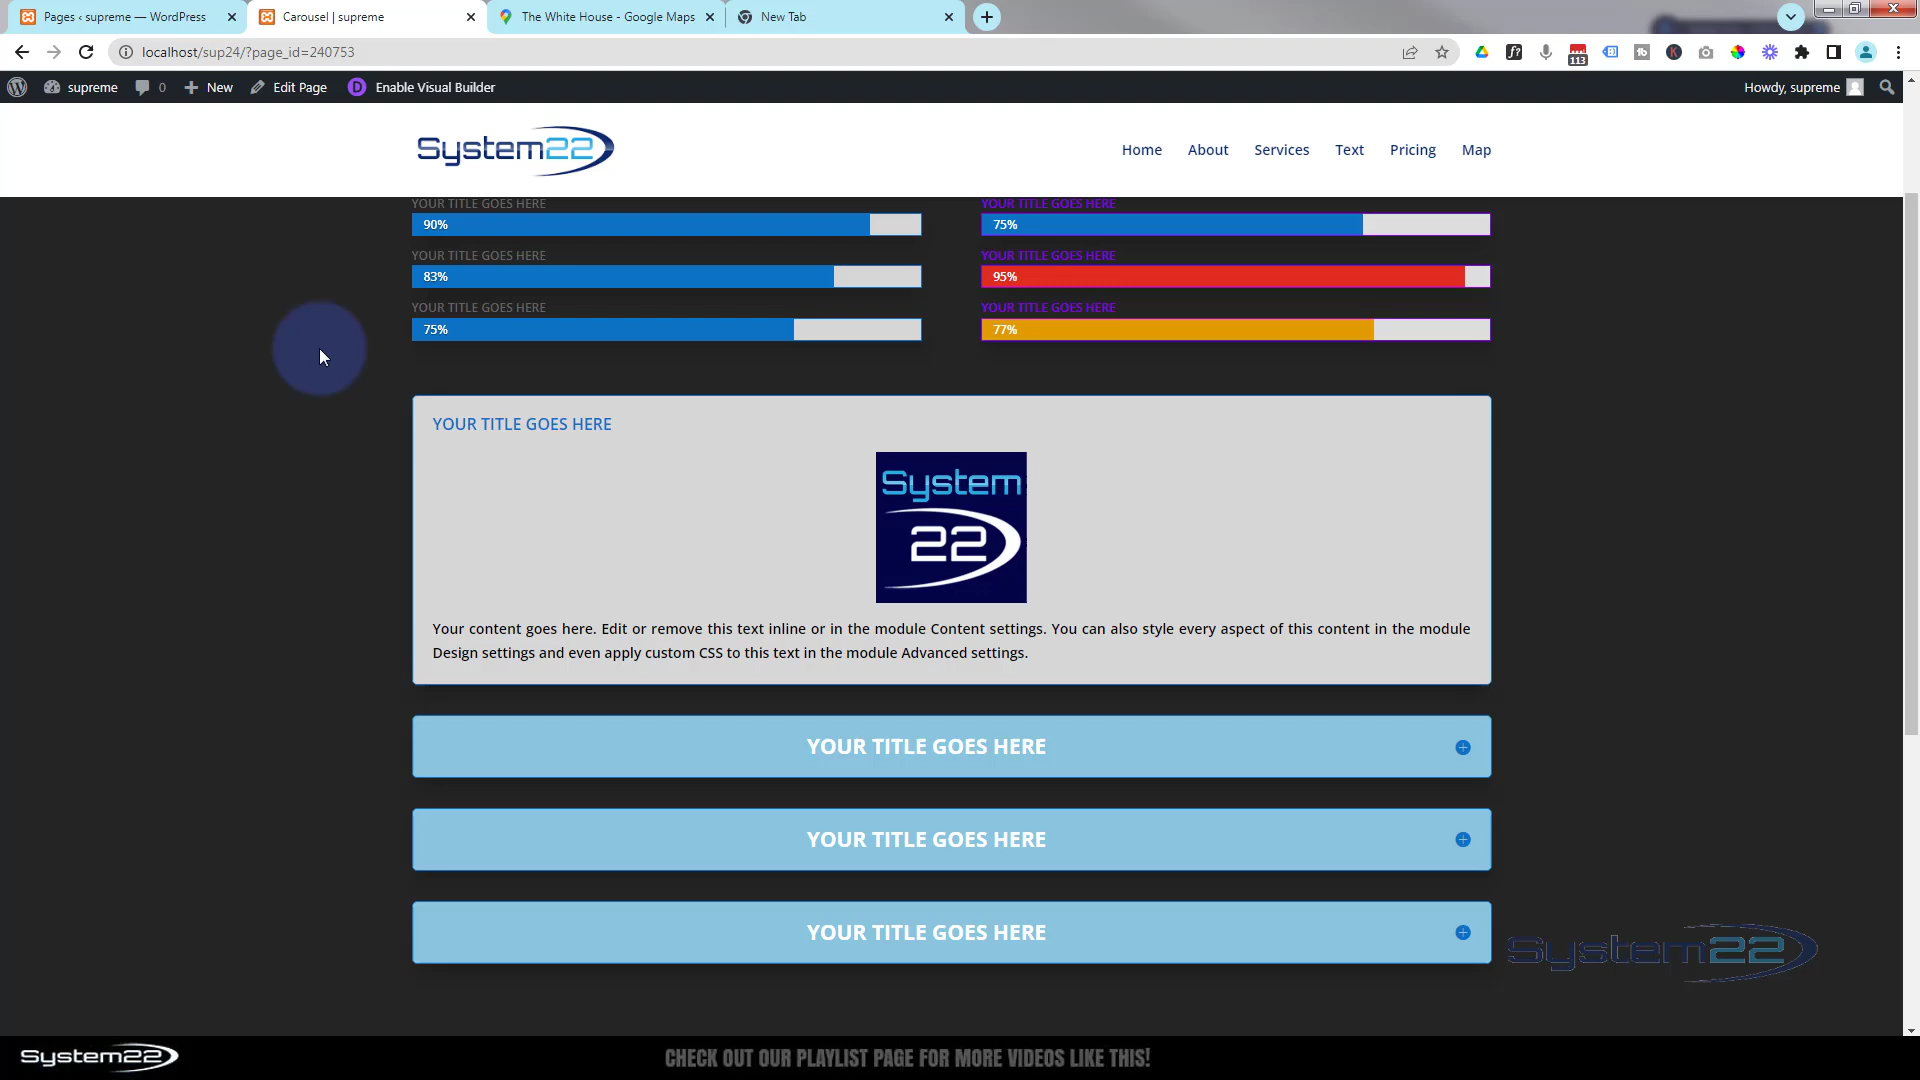 Pages ‹ supreme — WordPress
Carousel | supreme
The White House - Google Maps
New Tab
localhost/sup24/?page_id=240753
113
supreme
0
New
Edit Page
Enable Visual Builder
Howdy, supreme
System22
Home
About
Services
Text
Pricing
Map
YOUR TITLE GOES HERE
90%
YOUR TITLE GOES HERE
83%
YOUR TITLE GOES HERE
75%
YOUR TITLE GOES HERE
75%
YOUR TITLE GOES HERE
95%
YOUR TITLE GOES HERE
77%
YOUR TITLE GOES HERE
System
22
Your content goes here. Edit or remove this text inline or in the module Content settings. You can also style every aspect of this content in the module
Design settings and even apply custom CSS to this text in the module Advanced settings.
YOUR TITLE GOES HERE
YOUR TITLE GOES HERE
YOUR TITLE GOES HERE
System22
System22
CHECK OUT OUR PLAYLIST PAGE FOR MORE VIDEOS LIKE THIS!